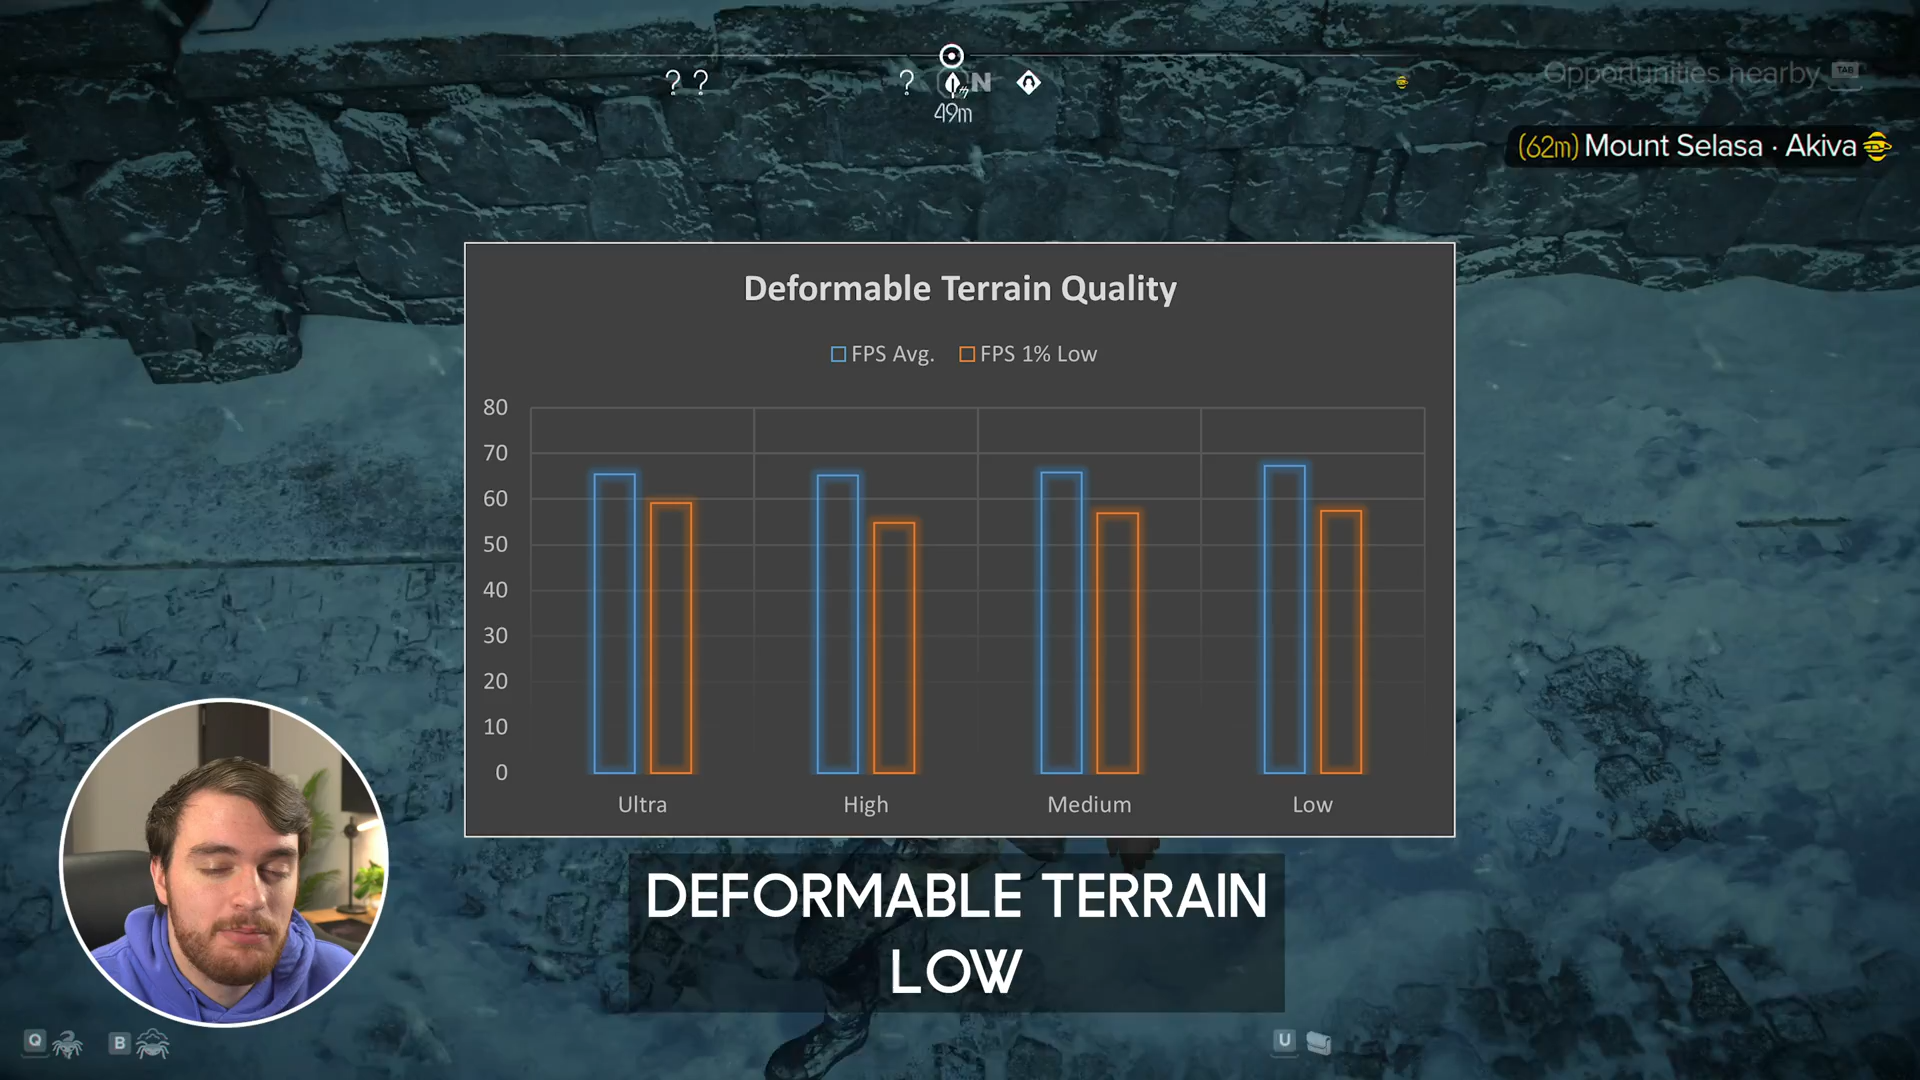 Opportunities nearby TAB
? ? ? N
49m
(62m) Mount Selasa · Akiva
Deformable Terrain Quality
FPS Avg. FPS 1% Low
80
70
60
50
40
30
20
10
0
Ultra High Medium Low
DEFORMABLE TERRAIN
LOW
Q B U